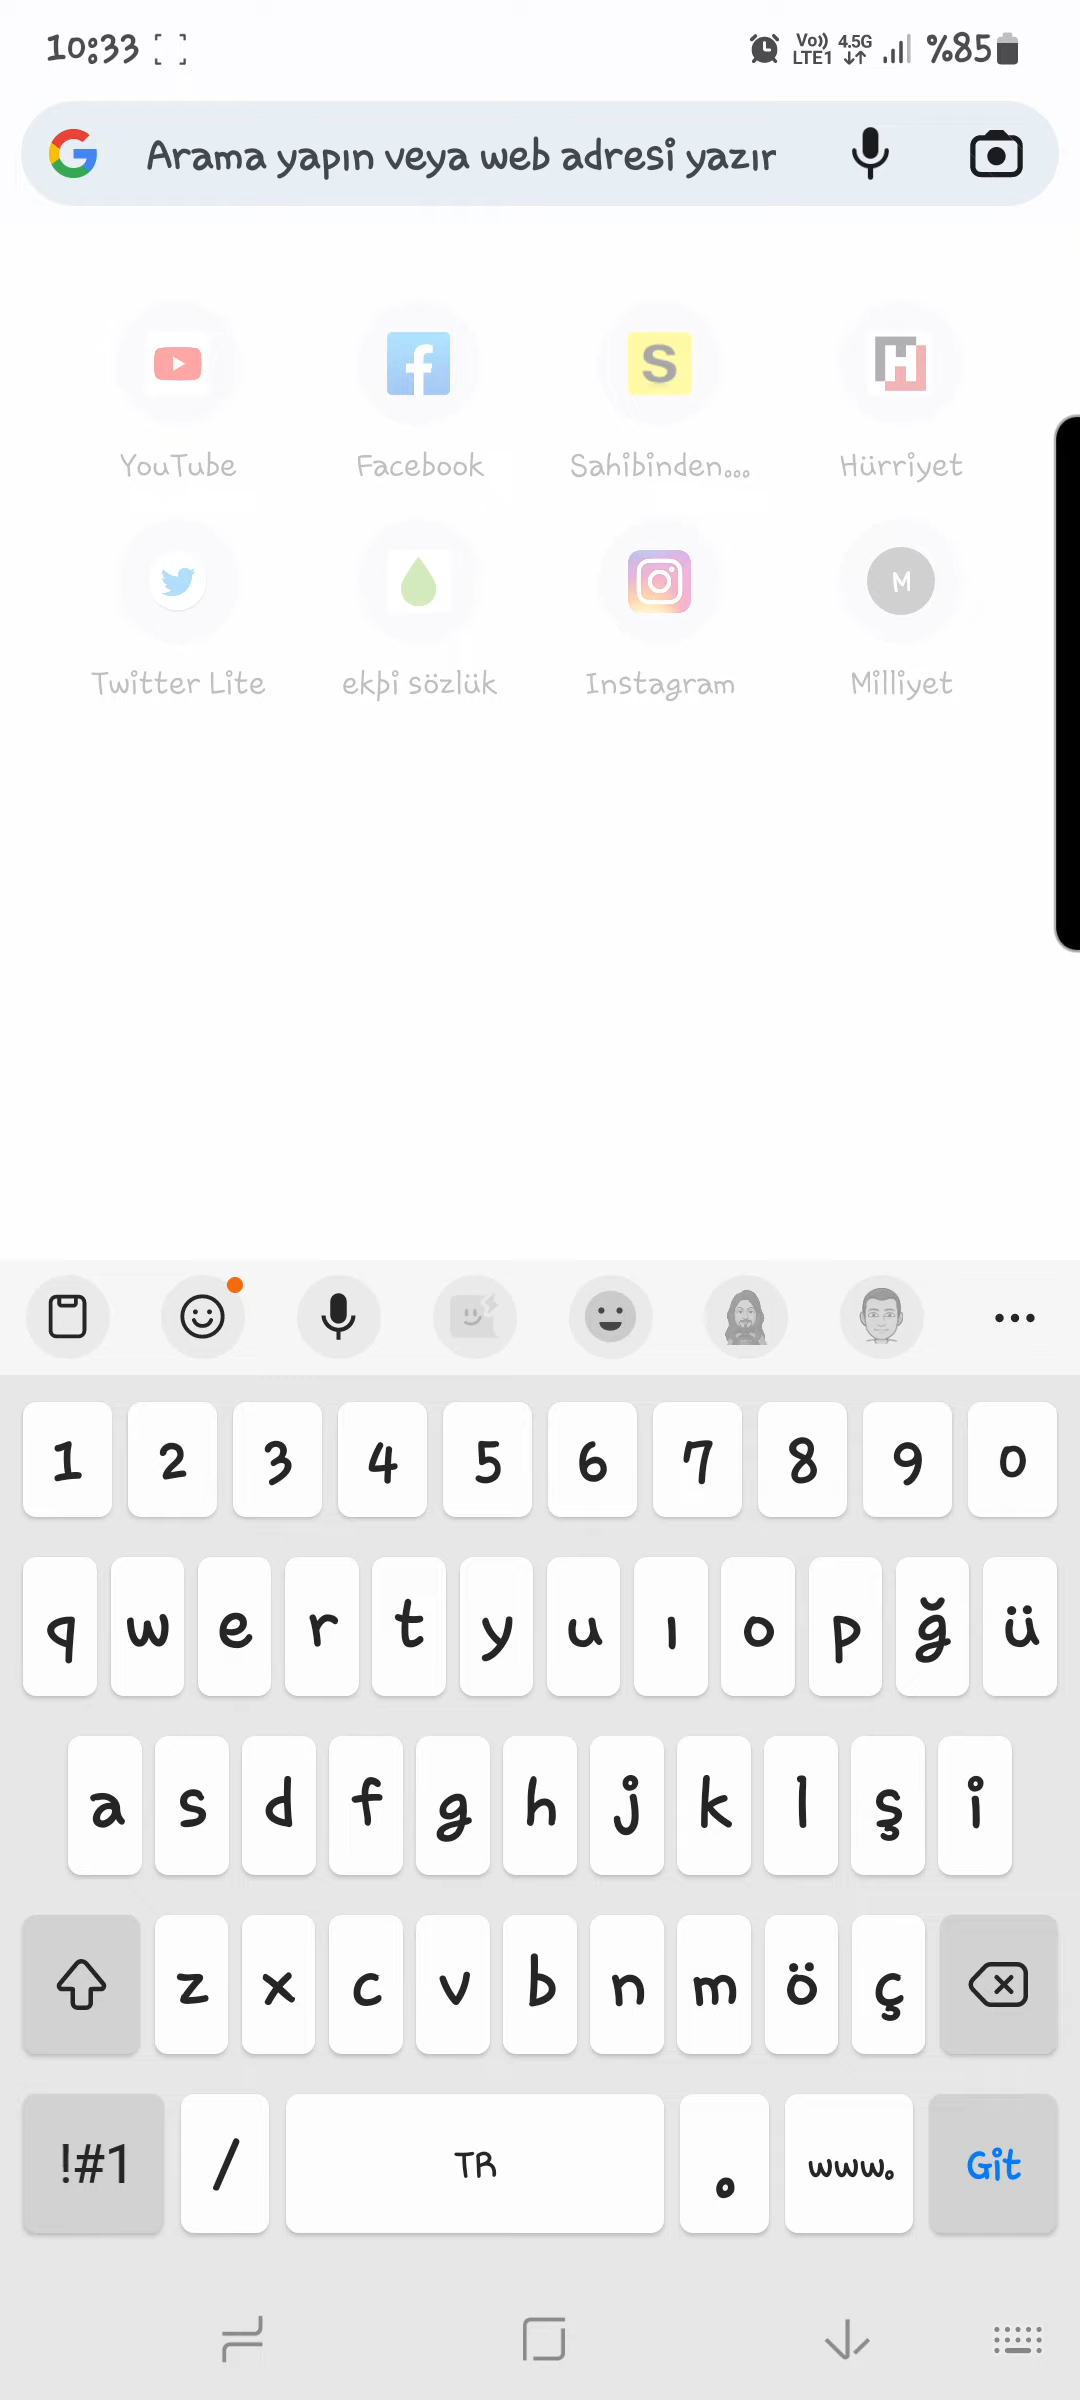 10:33 Vo)) LTE1 4.5G %85
Arama yapın veya web adresi yazır
YouTube Facebook Sahibinden... Hürriyet
M
Twitter Lite ekþi sözlük Instagram Milliyet
1 2 3 4 5 6 7 8 9 0
q w e r t y u ı o p ğ ü
a s d f g h j k l ş i
z x c v b n m ö ç
!#1 / TR . www. Git